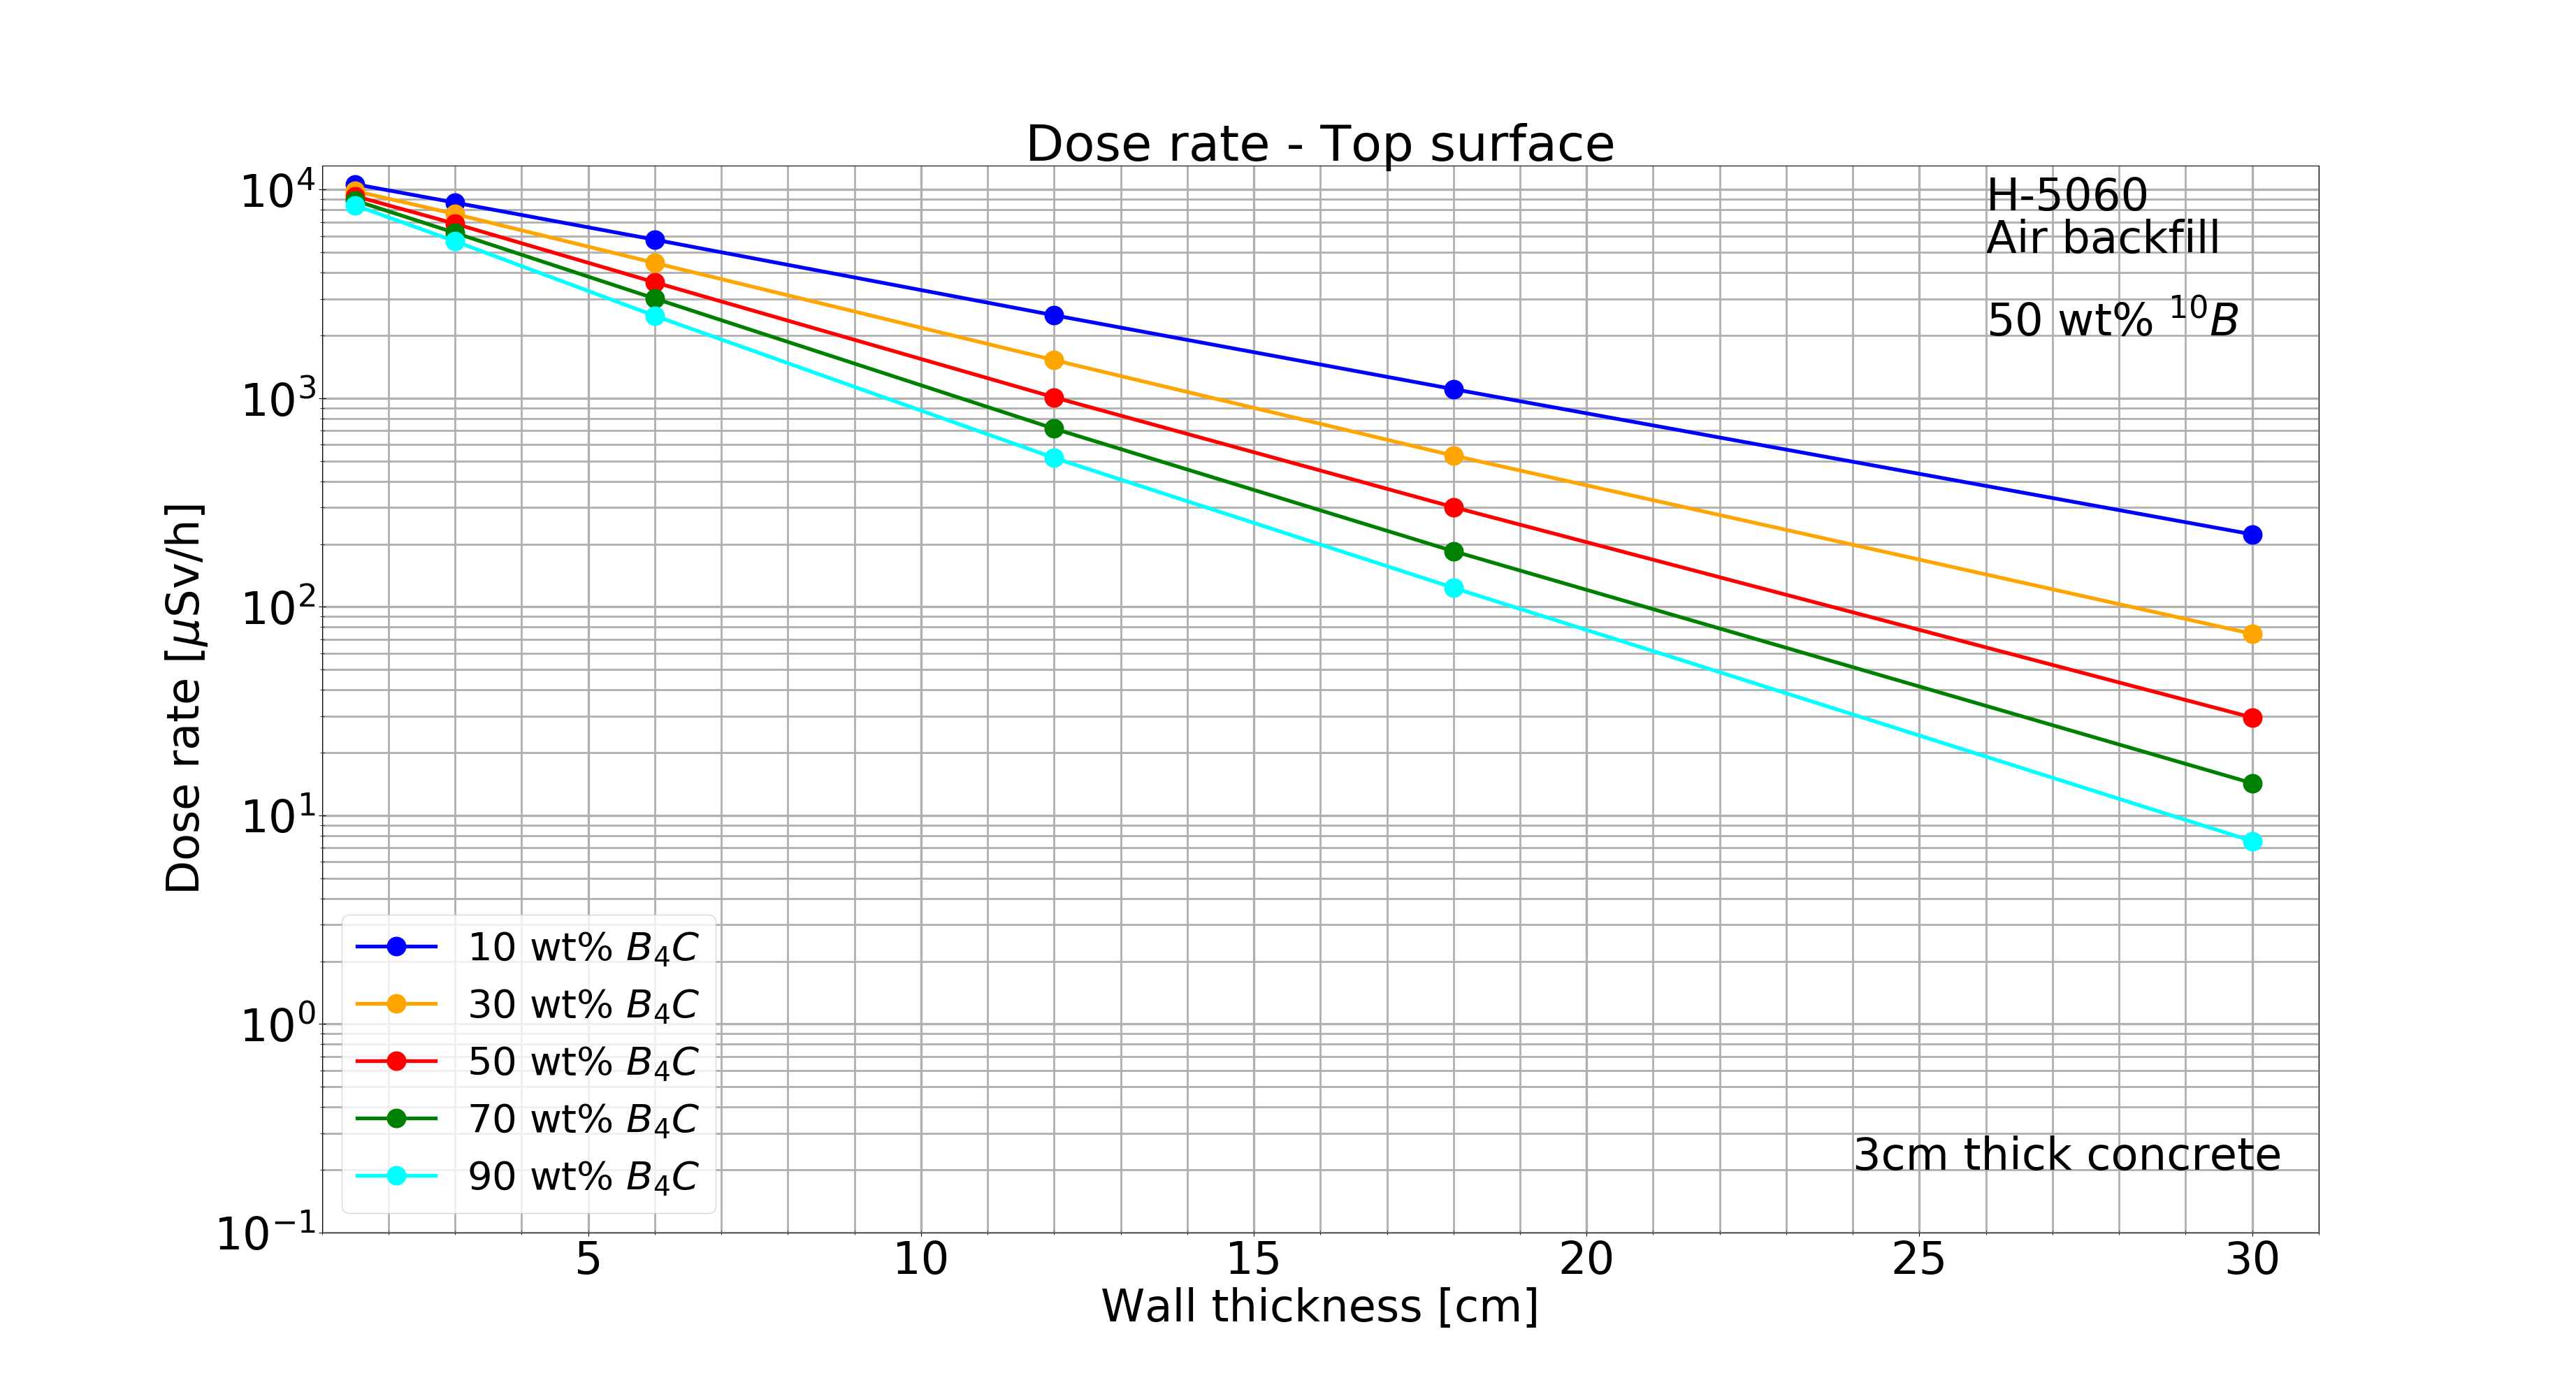 Dose rate - Top surface
H-5060
Air backfill
50 wt% ¹⁰B
Dose rate [μSv/h]
10⁴
10³
10²
10¹
10⁰
10⁻¹
10 wt% B₄C
30 wt% B₄C
50 wt% B₄C
70 wt% B₄C
90 wt% B₄C
3cm thick concrete
5 10 15 20 25 30
Wall thickness [cm]